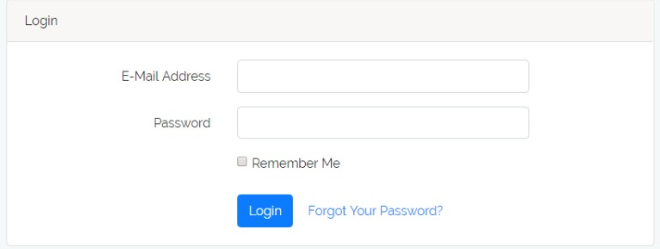 Login
E-Mail Address
Password
Remember Me
Login Forgot Your Password?